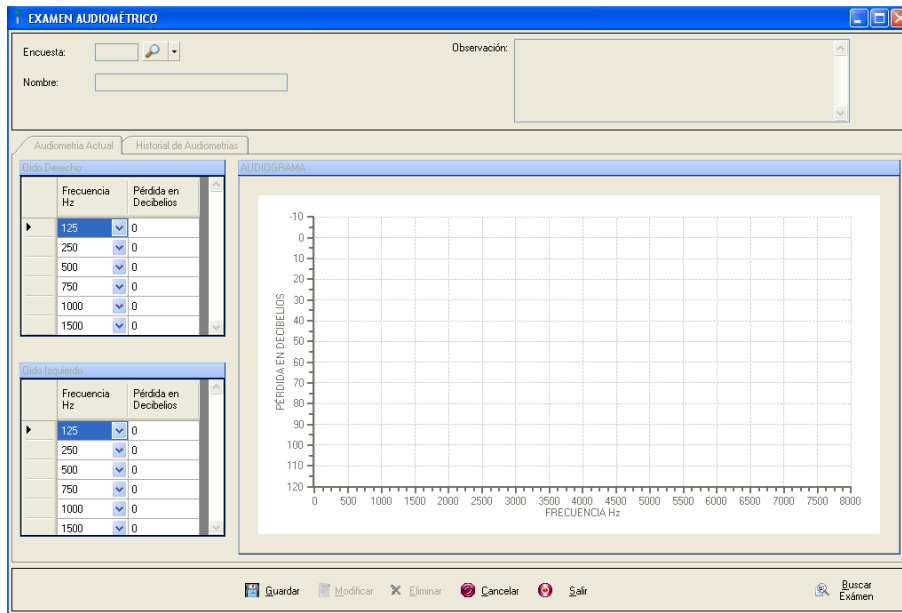 EXAMEN AUDIOMÉTRICO
Encuesta:
Observación:
Nombre:
Audiometria Actual
Historial de Audiometrias
Oido Derecho
Frecuencia Hz
Pérdida en Decibelios
125 0
250 0
500 0
750 0
1000 0
1500 0
Oido Izquierdo
Frecuencia Hz
Pérdida en Decibelios
125 0
250 0
500 0
750 0
1000 0
1500 0
AUDIOGRAMA
PÉRDIDA EN DECIBELIOS
-10
0
10
20
30
40
50
60
70
80
90
100
110
120
0 500 1000 1500 2000 2500 3000 3500 4000 4500 5000 5500 6000 6500 7000 7500 8000
FRECUENCIA Hz
Guardar Modificar Eliminar Cancelar Salir
Buscar
Exámen